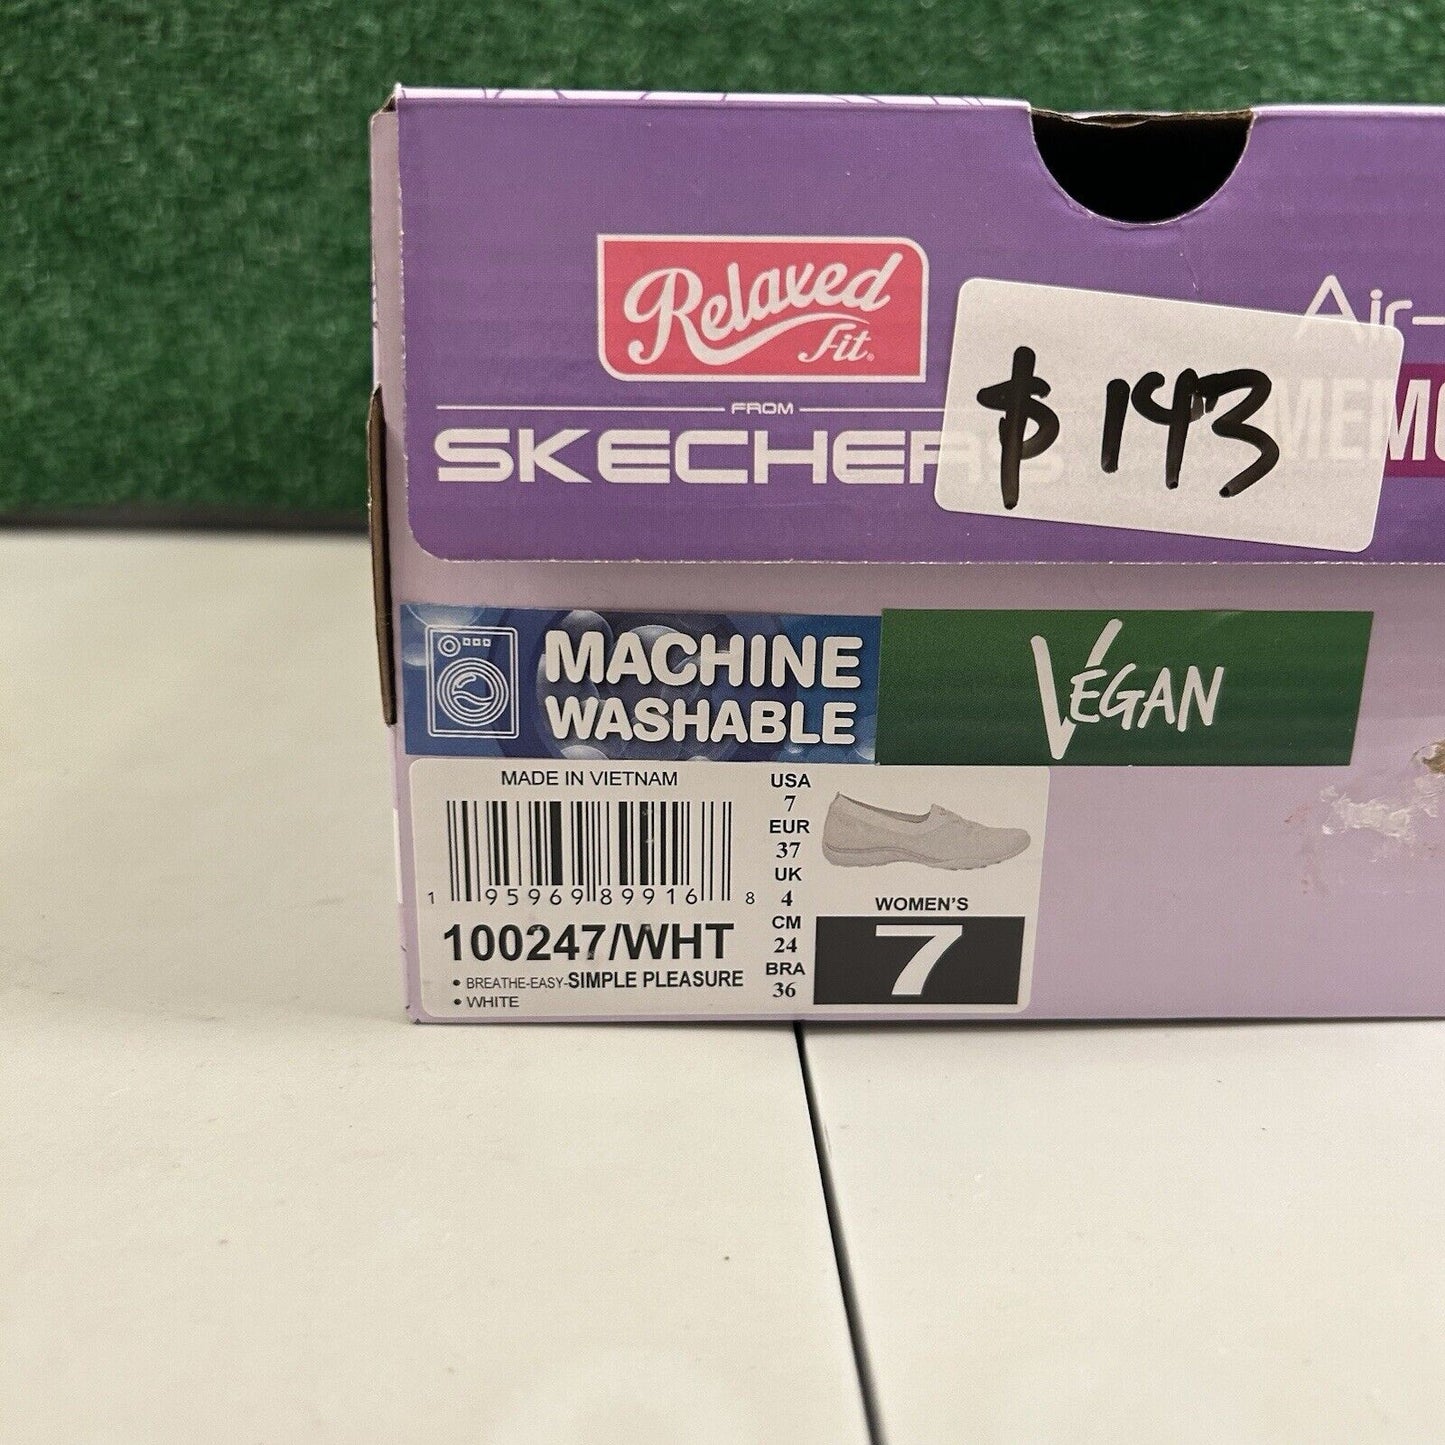 Relaxed
Fit®
FROM
SKECHERS
$ 143
Air-
MEMO
MACHINE
WASHABLE
VEGAN
MADE IN VIETNAM
1 95969 89916 8
100247/WHT
• BREATHE-EASY-SIMPLE PLEASURE
• WHITE
USA
7
EUR
37
UK
4
CM
24
BRA
36
WOMEN'S
7